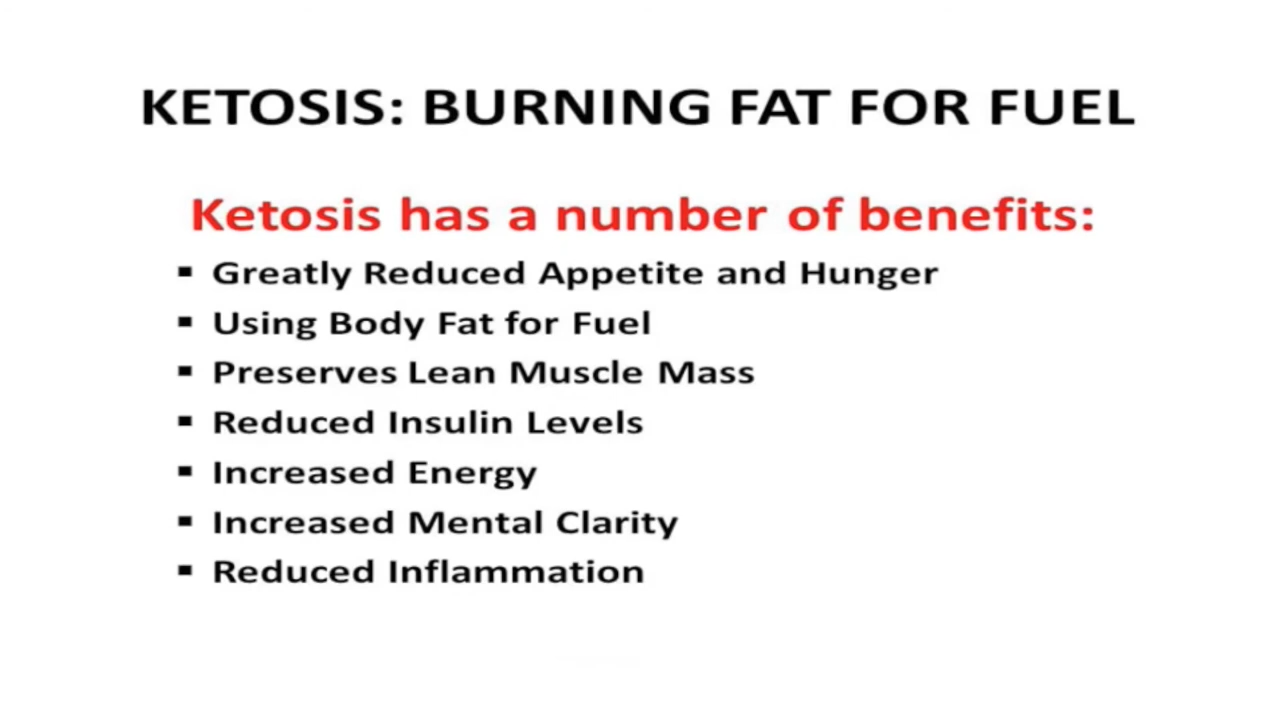 KETOSIS: BURNING FAT FOR FUEL
Ketosis has a number of benefits:
▪ Greatly Reduced Appetite and Hunger
▪ Using Body Fat for Fuel
▪ Preserves Lean Muscle Mass
▪ Reduced Insulin Levels
▪ Increased Energy
▪ Increased Mental Clarity
▪ Reduced Inflammation